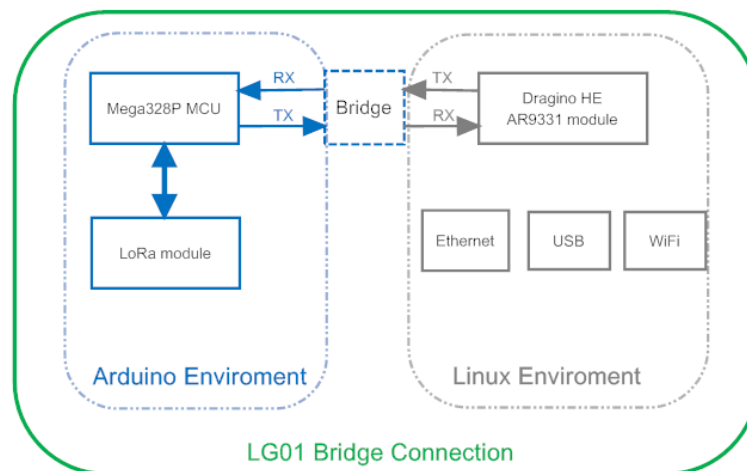 RX
TX
Mega328P MCU
Bridge
Dragino HE
AR9331 module
TX
RX
LoRa module
Ethernet
USB
WiFi
Arduino Enviroment
Linux Enviroment
LG01 Bridge Connection